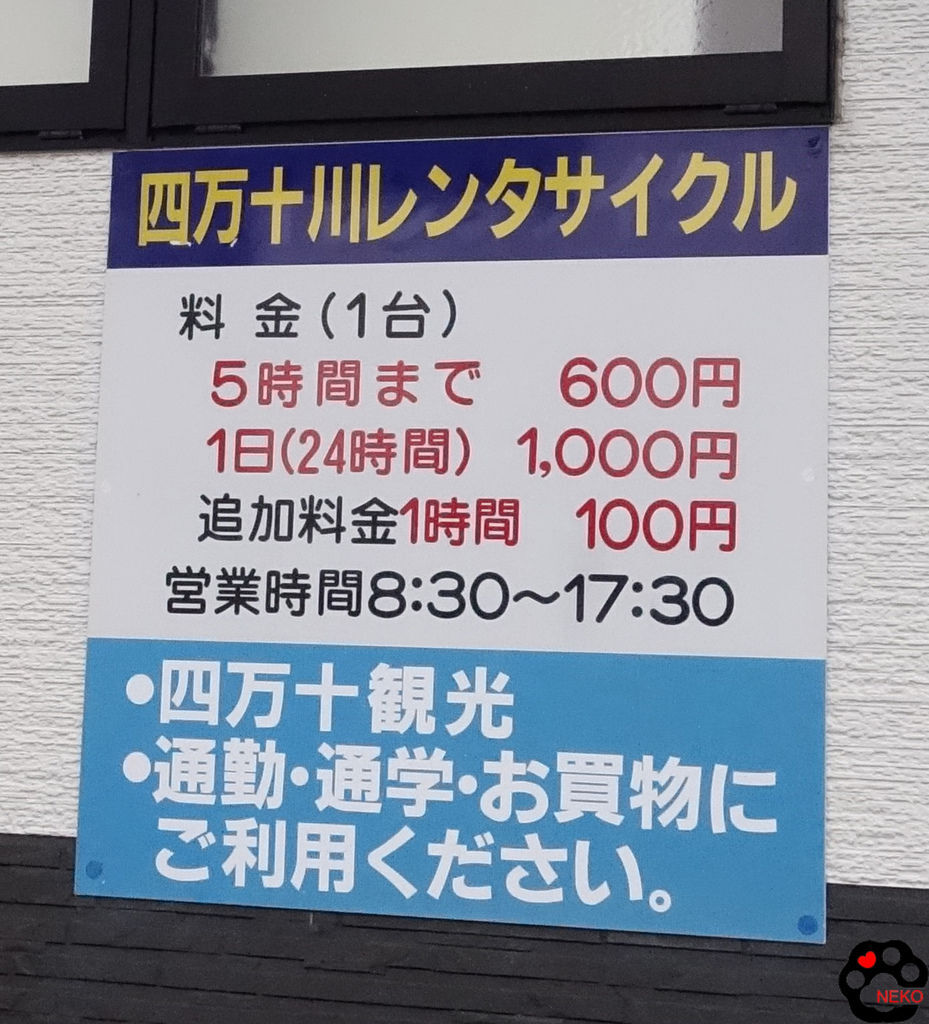 四万十川レンタサイクル
料 金(1台)
5時間まで 600円
1日(24時間) 1,000円
追加料金1時間 100円
営業時間8:30～17:30
•四万十観光
•通勤・通学・お買物に
ご利用ください。
NEKO